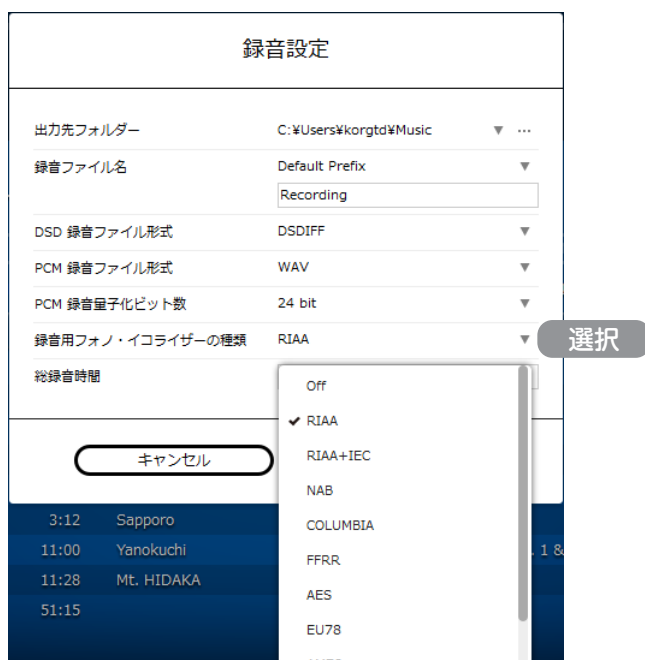 録音設定
出力先フォルダー C:¥Users¥korgtd¥Music ▼ ...
録音ファイル名 Default Prefix ▼
Recording
DSD 録音ファイル形式 DSDIFF ▼
PCM 録音ファイル形式 WAV ▼
PCM 録音量子化ビット数 24 bit ▼
録音用フォノ・イコライザーの種類 RIAA ▼ 選択
総録音時間
Off
✔ RIAA
キャンセル RIAA+IEC
NAB
3:12 Sapporo
COLUMBIA
11:00 Yanokuchi . 1 &
FFRR
11:28 Mt. HIDAKA
AES
51:15
EU78